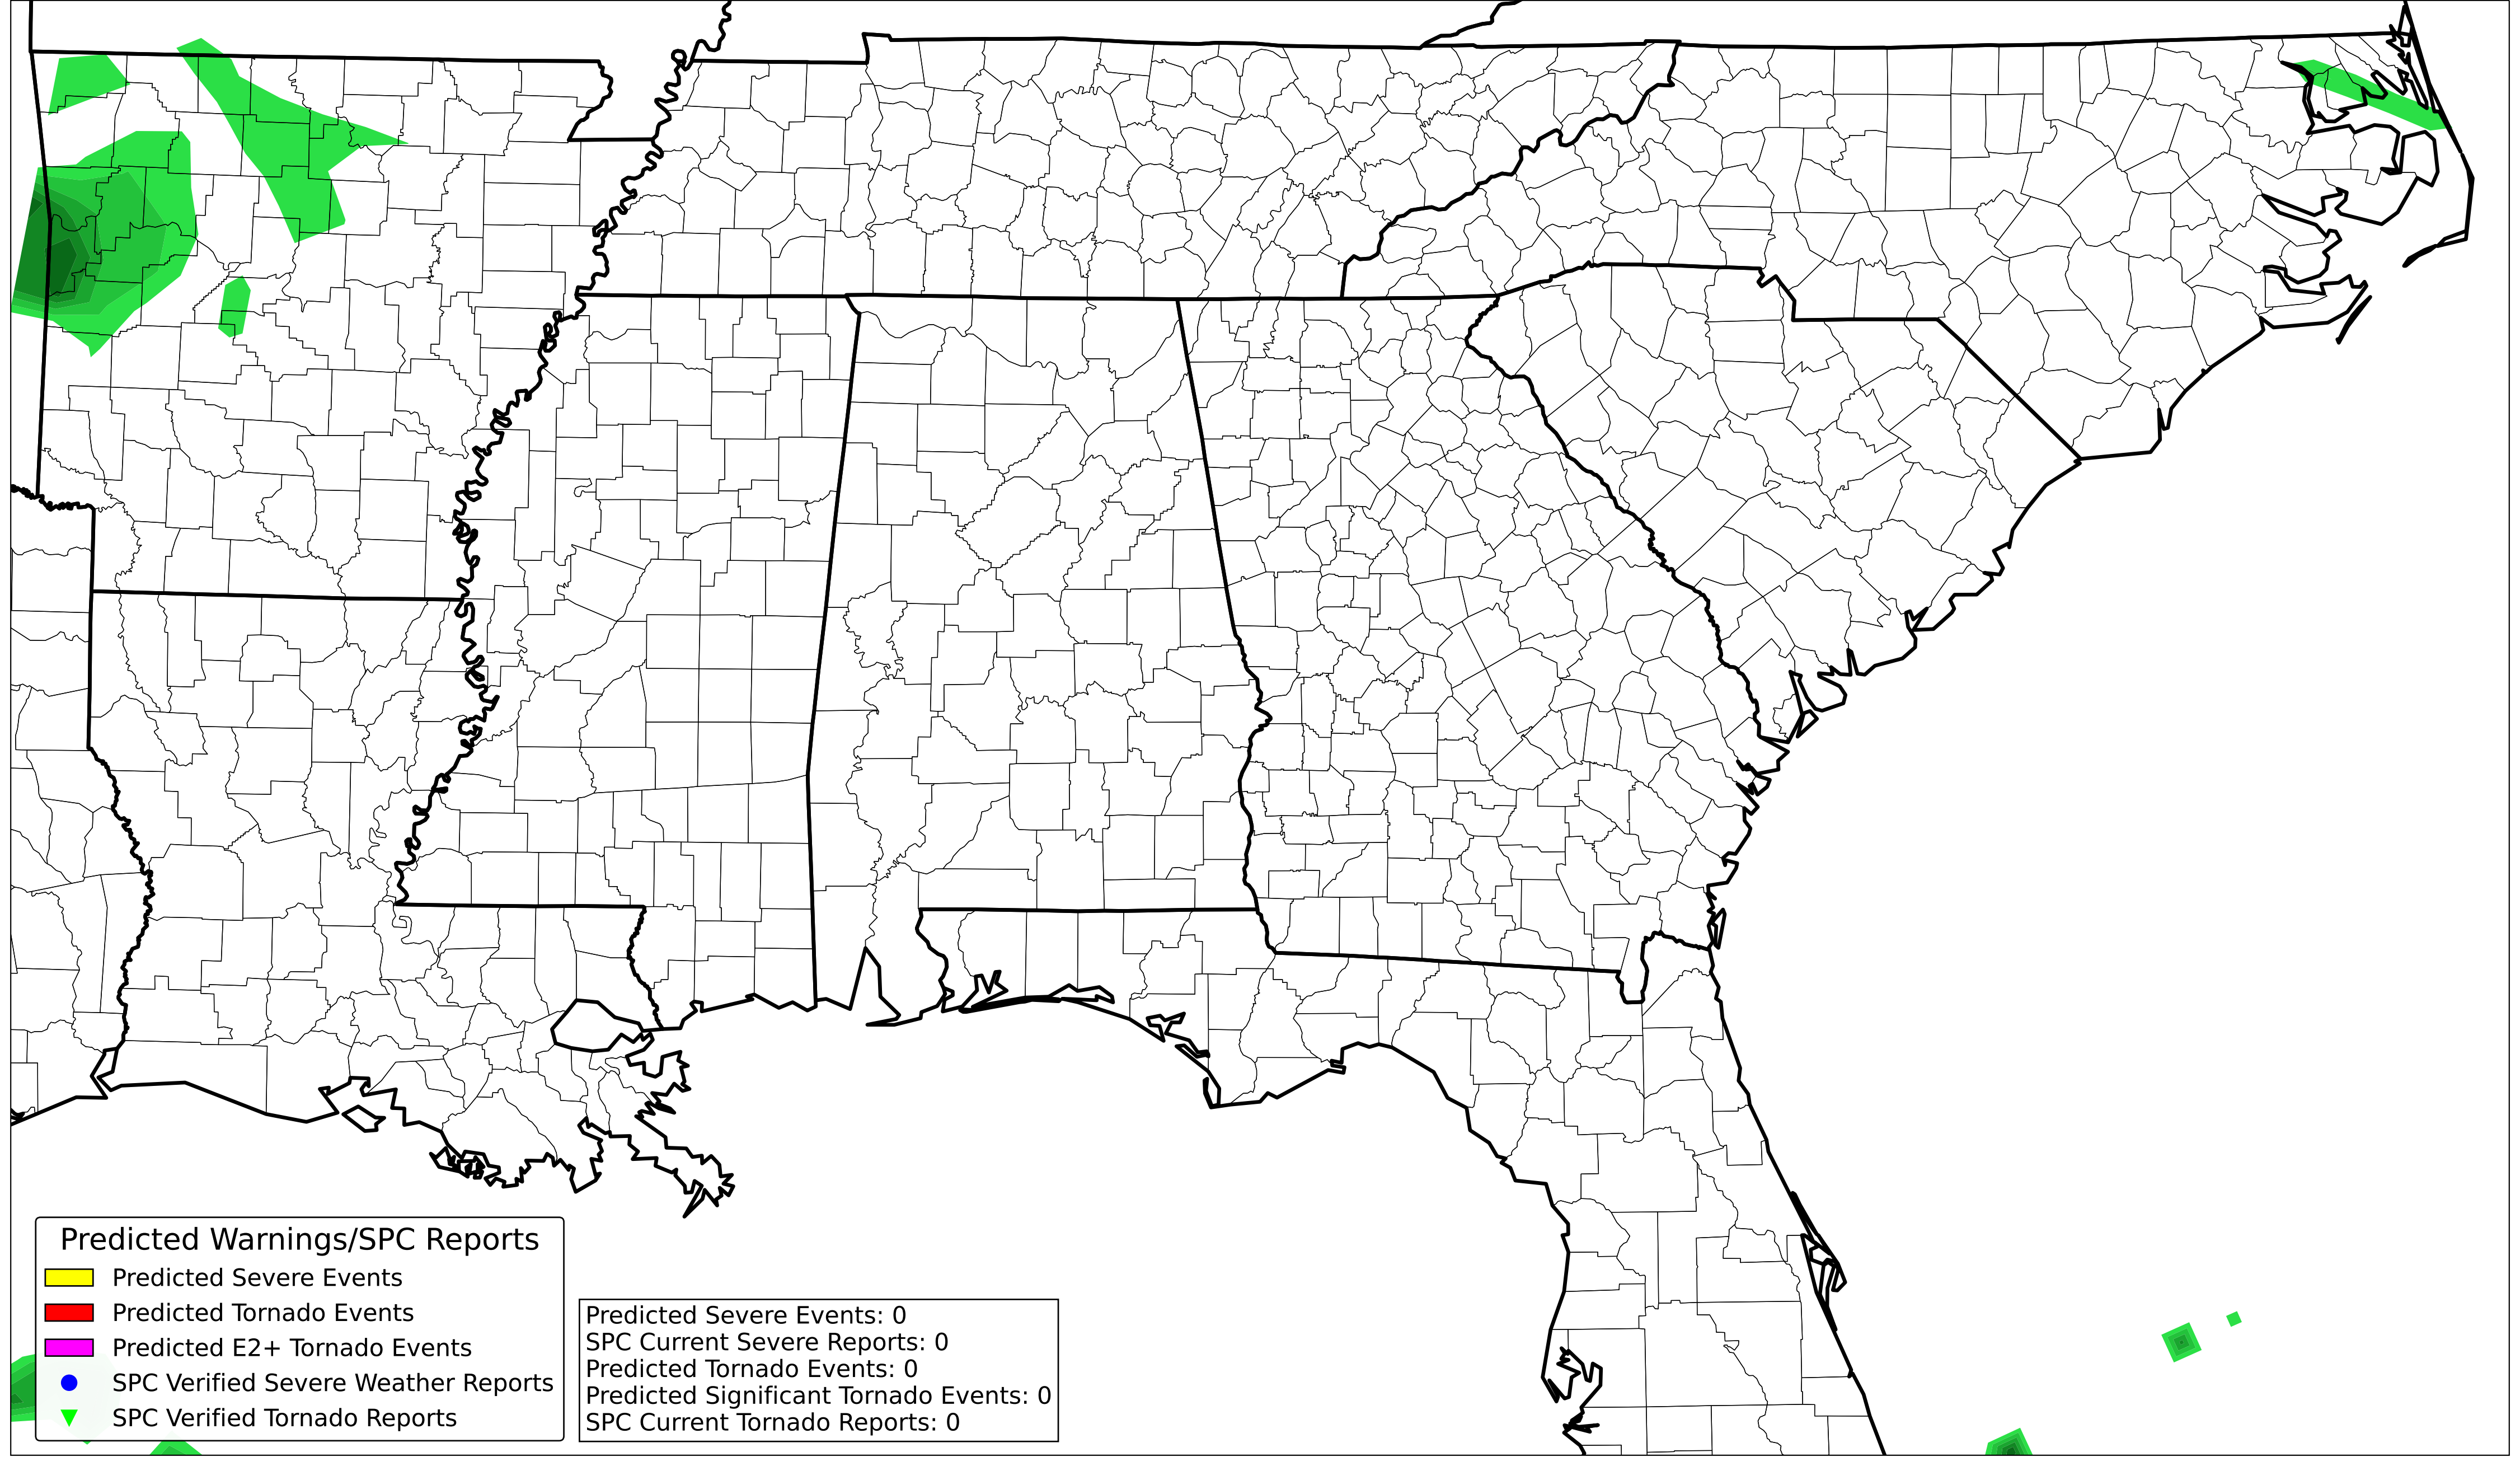 Predicted Warnings/SPC Reports
Predicted Severe Events
Predicted Tornado Events
Predicted E2+ Tornado Events
SPC Verified Severe Weather Reports
SPC Verified Tornado Reports
Predicted Severe Events: 0
SPC Current Severe Reports: 0
Predicted Tornado Events: 0
Predicted Significant Tornado Events: 0
SPC Current Tornado Reports: 0